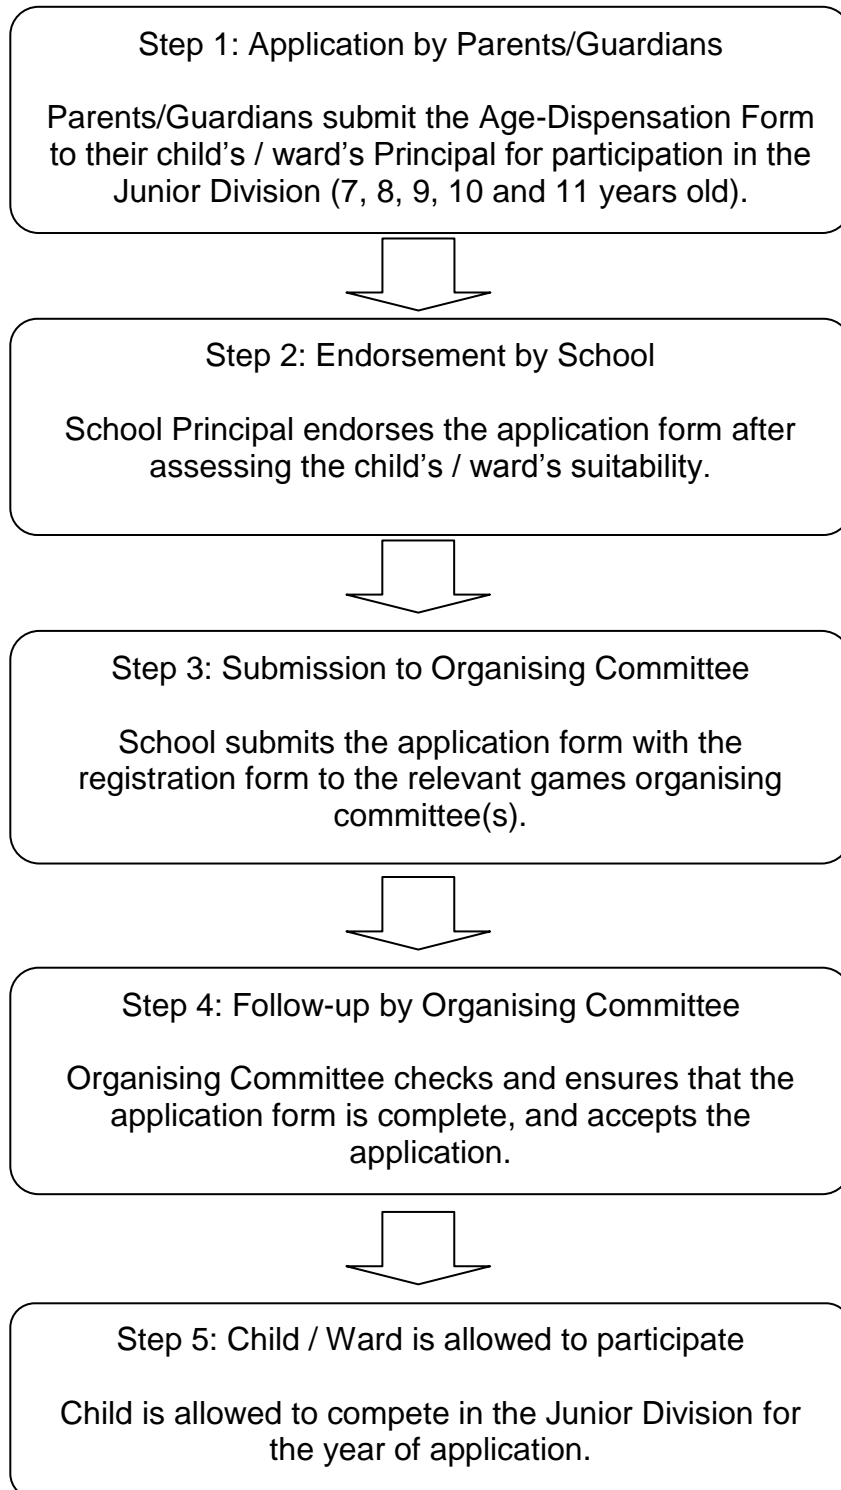 Step 1: Application by Parents/Guardians
Parents/Guardians submit the Age-Dispensation Form
to their child’s / ward’s Principal for participation in the
Junior Division (7, 8, 9, 10 and 11 years old).
Step 2: Endorsement by School
School Principal endorses the application form after
assessing the child’s / ward’s suitability.
Step 3: Submission to Organising Committee
School submits the application form with the
registration form to the relevant games organising
committee(s).
Step 4: Follow-up by Organising Committee
Organising Committee checks and ensures that the
application form is complete, and accepts the
application.
Step 5: Child / Ward is allowed to participate
Child is allowed to compete in the Junior Division for
the year of application.